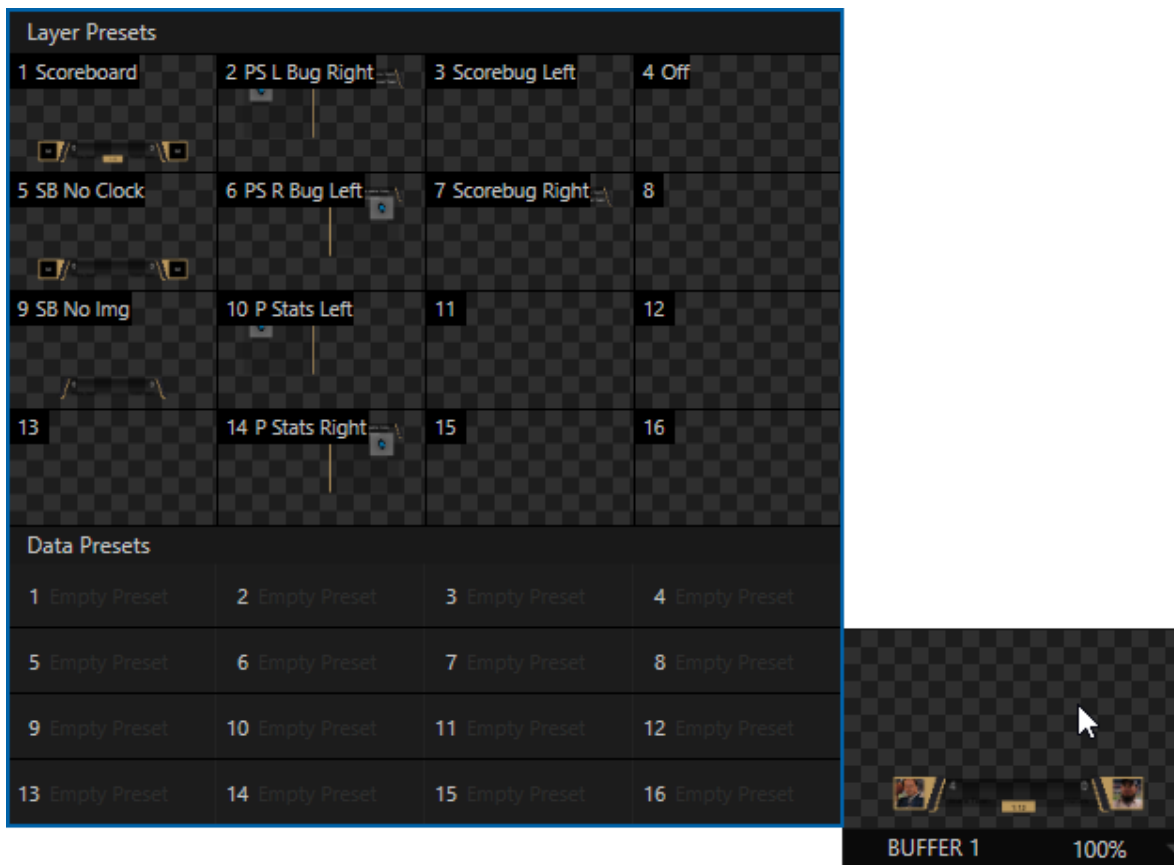 Layer Presets
1 Scoreboard
2 PS L Bug Right
3 Scorebug Left
4 Off
5 SB No Clock
6 PS R Bug Left
7 Scorebug Right
8
9 SB No Img
10 P Stats Left
11
12
13
14 P Stats Right
15
16
Data Presets
1 Empty Preset
2 Empty Preset
3 Empty Preset
4 Empty Preset
5 Empty Preset
6 Empty Preset
7 Empty Preset
8 Empty Preset
9 Empty Preset
10 Empty Preset
11 Empty Preset
12 Empty Preset
13 Empty Preset
14 Empty Preset
15 Empty Preset
16 Empty Preset
BUFFER 1
100%